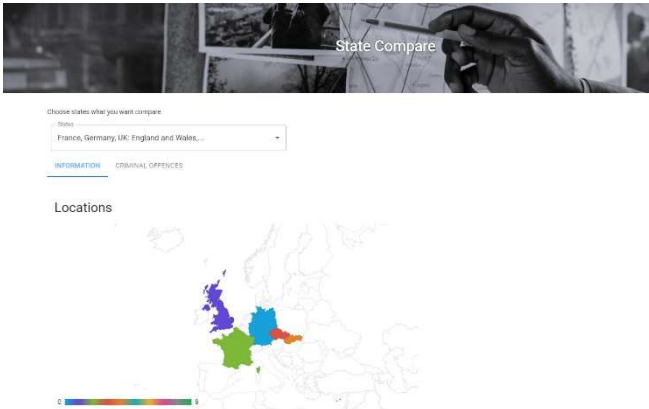 State Compare
Choose states what you want compare
States
France, Germany, UK: England and Wales,...
INFORMATION
CRIMINAL OFFENCES
Locations
0
9